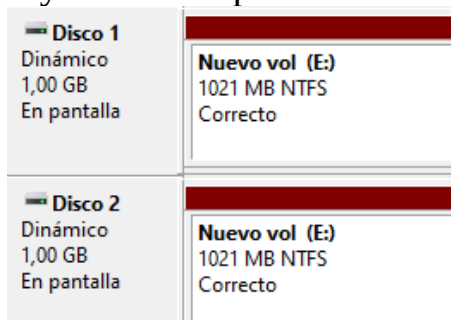 Disco 1
Dinámico
1,00 GB
En pantalla
Nuevo vol (E:)
1021 MB NTFS
Correcto
Disco 2
Dinámico
1,00 GB
En pantalla
Nuevo vol (E:)
1021 MB NTFS
Correcto